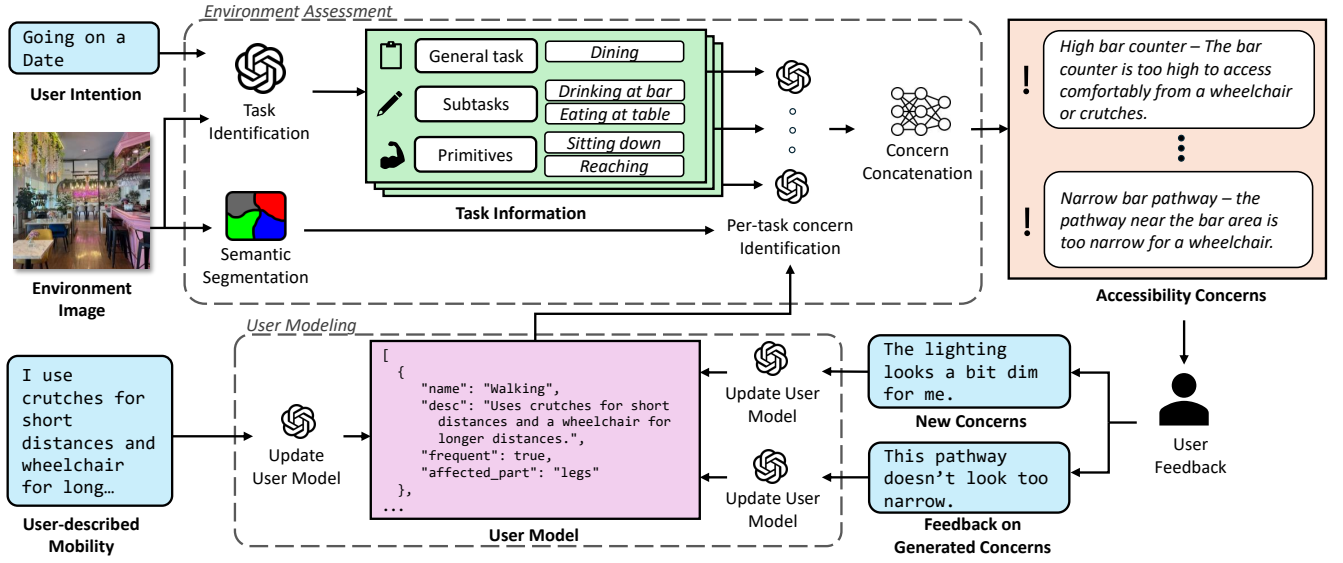 Environment Assessment
Going on a
Date
User Intention
Task
Identification
General task
Dining
Subtasks
Drinking at bar
Eating at table
Primitives
Sitting down
Reaching
Task Information
Environment
Image
Semantic
Segmentation
Per-task concern
Identification
Concern
Concatenation
!
High bar counter – The bar
counter is too high to access
comfortably from a wheelchair
or crutches.
!
Narrow bar pathway – the
pathway near the bar area is
too narrow for a wheelchair.
Accessibility Concerns
User Modeling
I use
crutches for
short
distances and
wheelchair
for long…
User-described
Mobility
Update
User Model
[
{
"name": "Walking",
"desc": "Uses crutches for short
distances and a wheelchair for
longer distances.",
"frequent": true,
"affected_part": "legs"
},
...
User Model
Update User
Model
Update User
Model
The lighting
looks a bit dim
for me.
New Concerns
This pathway
doesn't look too
narrow.
Feedback on
Generated Concerns
User
Feedback